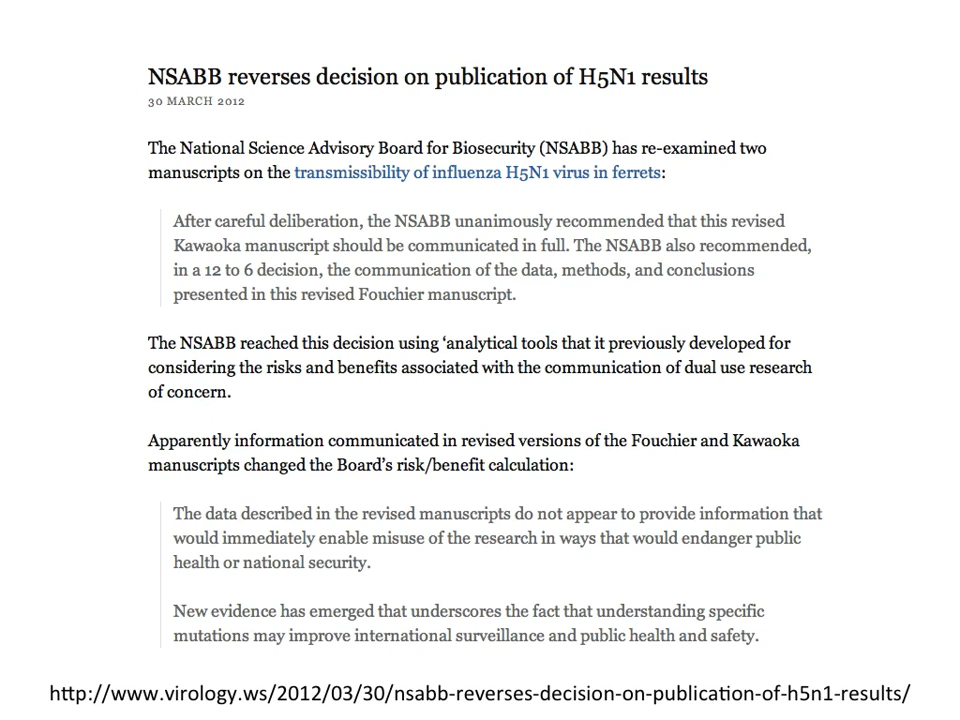 NSABB reverses decision on publication of H5N1 results
30 MARCH 2012
The National Science Advisory Board for Biosecurity (NSABB) has re-examined two
manuscripts on the transmissibility of influenza H5N1 virus in ferrets:
After careful deliberation, the NSABB unanimously recommended that this revised
Kawaoka manuscript should be communicated in full. The NSABB also recommended,
in a 12 to 6 decision, the communication of the data, methods, and conclusions
presented in this revised Fouchier manuscript.
The NSABB reached this decision using ‘analytical tools that it previously developed for
considering the risks and benefits associated with the communication of dual use research
of concern.
Apparently information communicated in revised versions of the Fouchier and Kawaoka
manuscripts changed the Board’s risk/benefit calculation:
The data described in the revised manuscripts do not appear to provide information that
would immediately enable misuse of the research in ways that would endanger public
health or national security.
New evidence has emerged that underscores the fact that understanding specific
mutations may improve international surveillance and public health and safety.
http://www.virology.ws/2012/03/30/nsabb-reverses-decision-on-publication-of-h5n1-results/